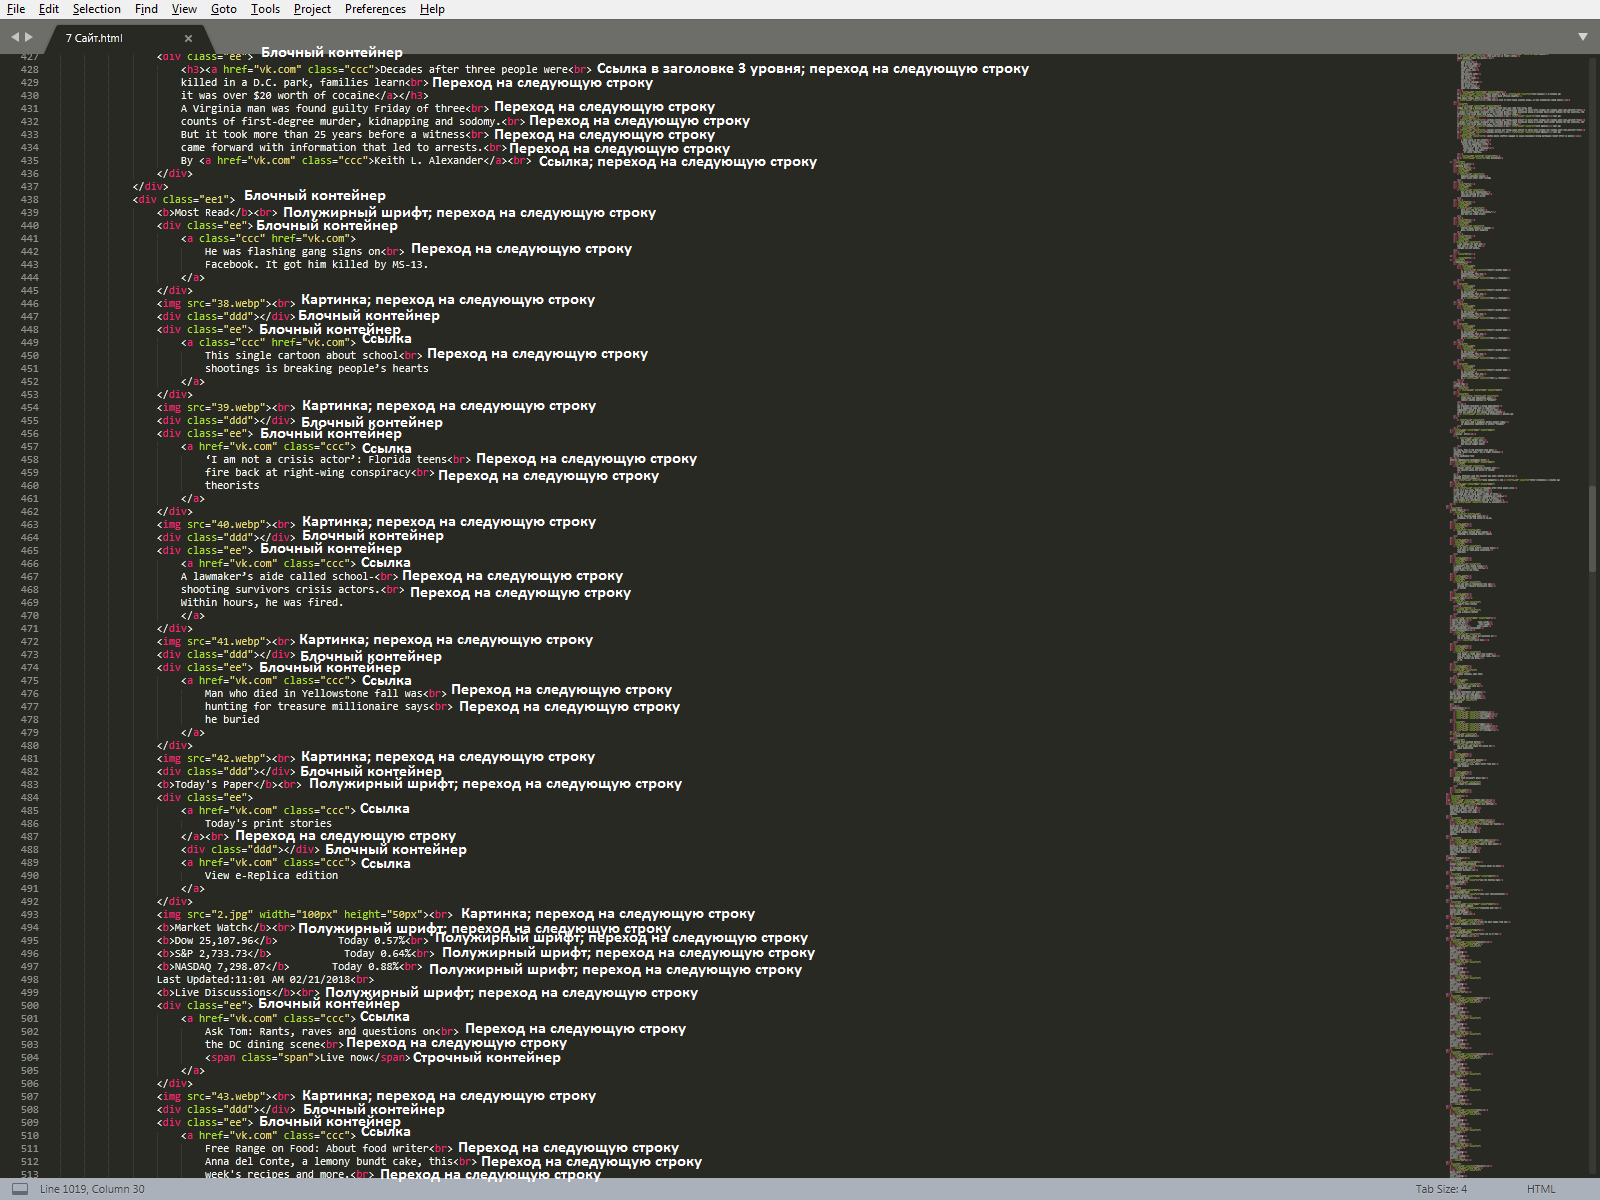 File Edit Selection Find View Goto Tools Project Preferences Help
7 Сайт.html ×
427 <div class="ee"> Блочный контейнер
428 <h3><a href="vk.com" class="ccc">Decades after three people were<br> Ссылка в заголовке 3 уровня; переход на следующую строку
429 killed in a D.C. park, families learn<br> Переход на следующую строку
430 it was over $20 worth of cocaine</a></h3>
431 A Virginia man was found guilty Friday of three<br> Переход на следующую строку
432 counts of first-degree murder, kidnapping and sodomy.<br> Переход на следующую строку
433 But it took more than 25 years before a witness<br> Переход на следующую строку
434 came forward with information that led to arrests.<br> Переход на следующую строку
435 By <a href="vk.com" class="ccc">Keith L. Alexander</a><br> Ссылка; переход на следующую строку
436 </div>
437 </div>
438 <div class="ee1"> Блочный контейнер
439 <b>Most Read</b><br> Полужирный шрифт; переход на следующую строку
440 <div class="ee"> Блочный контейнер
441 <a class="ccc" href="vk.com">
442 He was flashing gang signs on<br> Переход на следующую строку
443 Facebook. It got him killed by MS-13.
444 </a>
445 </div>
446 <img src="38.webp"><br> Картинка; переход на следующую строку
447 <div class="ddd"></div> Блочный контейнер
448 <div class="ee"> Блочный контейнер
449 <a class="ccc" href="vk.com"> Ссылка
450 This single cartoon about school<br> Переход на следующую строку
451 shootings is breaking people’s hearts
452 </a>
453 </div>
454 <img src="39.webp"><br> Картинка; переход на следующую строку
455 <div class="ddd"></div> Блочный контейнер
456 <div class="ee"> Блочный контейнер
457 <a href="vk.com" class="ccc"> Ссылка
458 ‘I am not a crisis actor’: Florida teens<br> Переход на следующую строку
459 fire back at right-wing conspiracy<br> Переход на следующую строку
460 theorists
461 </a>
462 </div>
463 <img src="40.webp"><br> Картинка; переход на следующую строку
464 <div class="ddd"></div> Блочный контейнер
465 <div class="ee"> Блочный контейнер
466 <a href="vk.com" class="ccc"> Ссылка
467 A lawmaker’s aide called school-<br> Переход на следующую строку
468 shooting survivors crisis actors.<br> Переход на следующую строку
469 Within hours, he was fired.
470 </a>
471 </div>
472 <img src="41.webp"><br> Картинка; переход на следующую строку
473 <div class="ddd"></div> Блочный контейнер
474 <div class="ee"> Блочный контейнер
475 <a href="vk.com" class="ccc"> Ссылка
476 Man who died in Yellowstone fall was<br> Переход на следующую строку
477 hunting for treasure millionaire says<br> Переход на следующую строку
478 he buried
479 </a>
480 </div>
481 <img src="42.webp"><br> Картинка; переход на следующую строку
482 <div class="ddd"></div> Блочный контейнер
483 <b>Today's Paper</b><br> Полужирный шрифт; переход на следующую строку
484 <div class="ee">
485 <a href="vk.com" class="ccc"> Ссылка
486 Today's print stories
487 </a><br> Переход на следующую строку
488 <div class="ddd"></div> Блочный контейнер
489 <a href="vk.com" class="ccc"> Ссылка
490 View e-Replica edition
491 </a>
492 </div>
493 <img src="2.jpg" width="100px" height="50px"><br> Картинка; переход на следующую строку
494 <b>Market Watch</b><br> Полужирный шрифт; переход на следующую строку
495 <b>Dow 25,107.96</b> Today 0.57%<br> Полужирный шрифт; переход на следующую строку
496 <b>S&P 2,733.73</b> Today 0.64%<br> Полужирный шрифт; переход на следующую строку
497 <b>NASDAQ 7,298.07</b> Today 0.88%<br> Полужирный шрифт; переход на следующую строку
498 Last Updated:11:01 AM 02/21/2018<br>
499 <b>Live Discussions</b><br> Полужирный шрифт; переход на следующую строку
500 <div class="ee"> Блочный контейнер
501 <a href="vk.com" class="ccc"> Ссылка
502 Ask Tom: Rants, raves and questions on<br> Переход на следующую строку
503 the DC dining scene<br> Переход на следующую строку
504 <span class="span">Live now</span> Строчный контейнер
505 </a>
506 </div>
507 <img src="43.webp"><br> Картинка; переход на следующую строку
508 <div class="ddd"></div> Блочный контейнер
509 <div class="ee"> Блочный контейнер
510 <a href="vk.com" class="ccc"> Ссылка
511 Free Range on Food: About food writer<br> Переход на следующую строку
512 Anna del Conte, a lemony bundt cake, this<br> Переход на следующую строку
513 week's recipes and more.<br> Переход на следующую строку
Line 1019, Column 30 Tab Size: 4 HTML